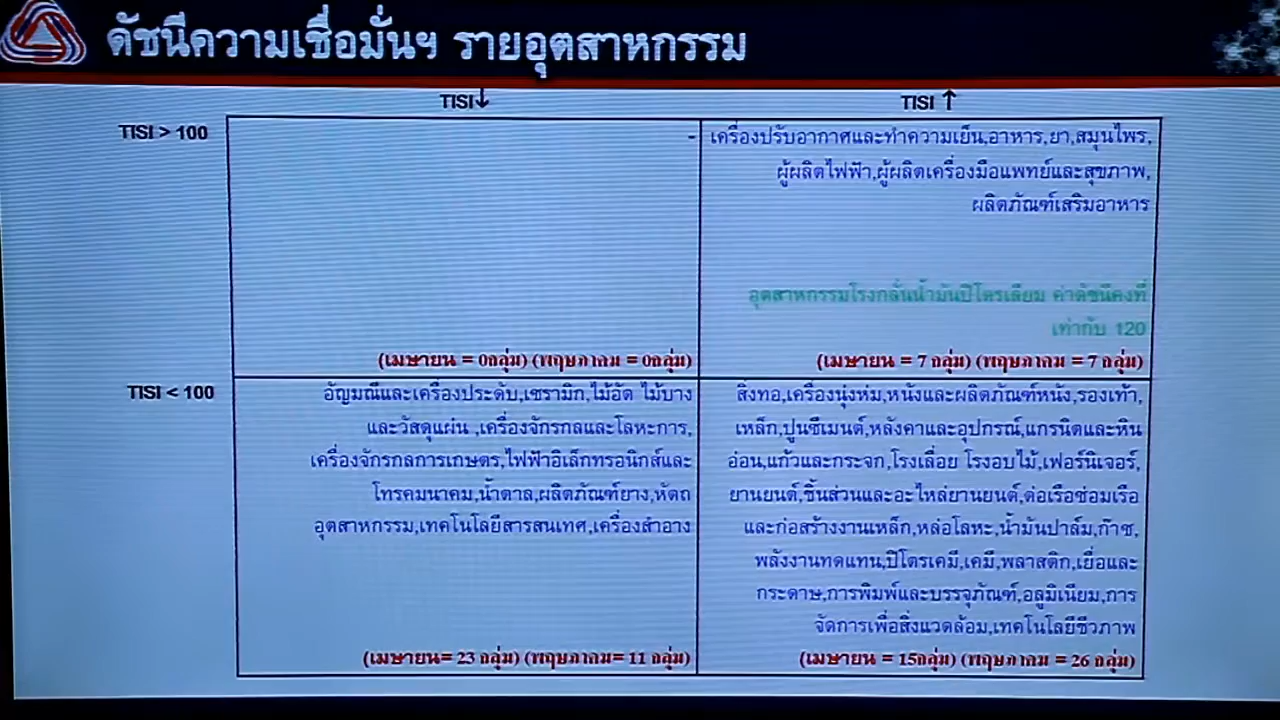 ดัชนีความเชื่อมั่นฯ รายอุตสาหกรรม
TISI↓
TISI ↑
TISI > 100
-
(เมษายน = 0กลุ่ม) (พฤษภาคม = 0กลุ่ม)
เครื่องปรับอากาศและทำความเย็น,อาหาร,ยา,สมุนไพร,
ผู้ผลิตไฟฟ้า,ผู้ผลิตเครื่องมือแพทย์และสุขภาพ,
ผลิตภัณฑ์เสริมอาหาร
อุตสาหกรรมโรงกลั่นน้ำมันปิโตรเลียม ค่าดัชนีคงที่
เท่ากับ 120
(เมษายน = 7 กลุ่ม) (พฤษภาคม = 7 กลุ่ม)
TISI < 100
อัญมณีและเครื่องประดับ,เซรามิก,ไม้อัด ไม้บาง
และวัสดุแผ่น ,เครื่องจักรกลและโลหะการ,
เครื่องจักรกลการเกษตร,ไฟฟ้าอิเล็กทรอนิกส์และ
โทรคมนาคม,น้ำตาล,ผลิตภัณฑ์ยาง,หัตถ
อุตสาหกรรม,เทคโนโลยีสารสนเทศ,เครื่องสำอาง
(เมษายน= 23 กลุ่ม) (พฤษภาคม= 11 กลุ่ม)
สิ่งทอ,เครื่องนุ่งห่ม,หนังและผลิตภัณฑ์หนัง,รองเท้า,
เหล็ก,ปูนซีเมนต์,หลังคาและอุปกรณ์,แกรนิตและหิน
อ่อน,แก้วและกระจก,โรงเลื่อย โรงอบไม้,เฟอร์นิเจอร์,
ยานยนต์,ชิ้นส่วนและอะไหล่ยานยนต์,ต่อเรือซ่อมเรือ
และก่อสร้างงานเหล็ก,หล่อโลหะ,น้ำมันปาล์ม,ก๊าซ,
พลังงานทดแทน,ปิโตรเคมี,เคมี,พลาสติก,เยื่อและ
กระดาษ,การพิมพ์และบรรจุภัณฑ์,อลูมิเนียม,การ
จัดการเพื่อสิ่งแวดล้อม,เทคโนโลยีชีวภาพ
(เมษายน = 15กลุ่ม) (พฤษภาคม = 26 กลุ่ม)